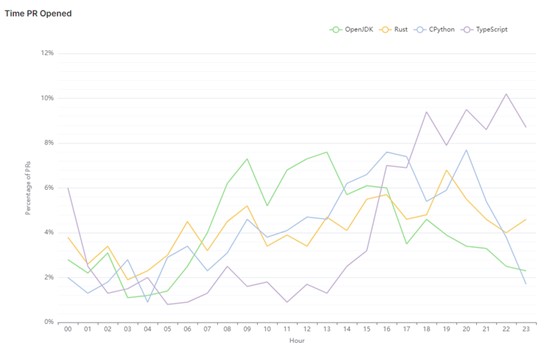 Time PR Opened
OpenJDK Rust CPython TypeScript
12%
10%
8%
6%
4%
2%
0%
Percentage of PRs
00 01 02 03 04 05 06 07 08 09 10 11 12 13 14 15 16 17 18 19 20 21 22 23
Hour